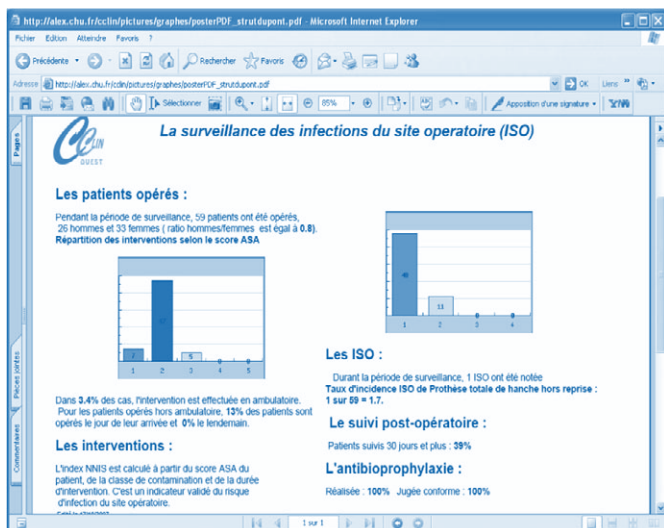 http://alex.chu.fr/cclin/pictures/graphes/posterPDF_strutdupont.pdf - Microsoft Internet Explorer
Fichier Edition Atteindre Favoris ?
Précédente Rechercher Favoris
Adresse http://alex.chu.fr/cclin/pictures/graphes/posterPDF_strutdupont.pdf OK Liens
Sélectionner 85% Apposition d'une signature
Pages
CCLIN
OUEST
La surveillance des infections du site operatoire (ISO)
Les patients opérés :
Pendant la période de surveillance, 59 patients ont été opérés,
26 hommes et 33 femmes ( ratio hommes/femmes est égal à 0.8).
Répartition des interventions selon le score ASA
7 5 0 0
1 2 3 4 5
Dans 3.4% des cas, l'intervention est effectuée en ambulatoire.
Pour les patients opérés hors ambulatoire, 13% des patients sont
opérés le jour de leur arrivée et 0% le lendemain.
Les interventions :
L'index NNIS est calculé à partir du score ASA du
patient, de la classe de contamination et de la durée
d'intervention. C'est un indicateur validé du risque
d'infection du site opératoire.
48 11 0 0
1 2 3 4
Les ISO :
Durant la période de surveillance, 1 ISO ont été notée
Taux d'incidence ISO de Prothèse totale de hanche hors reprise :
1 sur 59 = 1.7.
Le suivi post-opératoire :
Patients suivis 30 jours et plus : 39%
L'antibioprophylaxie :
Réalisée : 100% Jugée conforme : 100%
Pièces jointes
Commentaires
1 sur 1